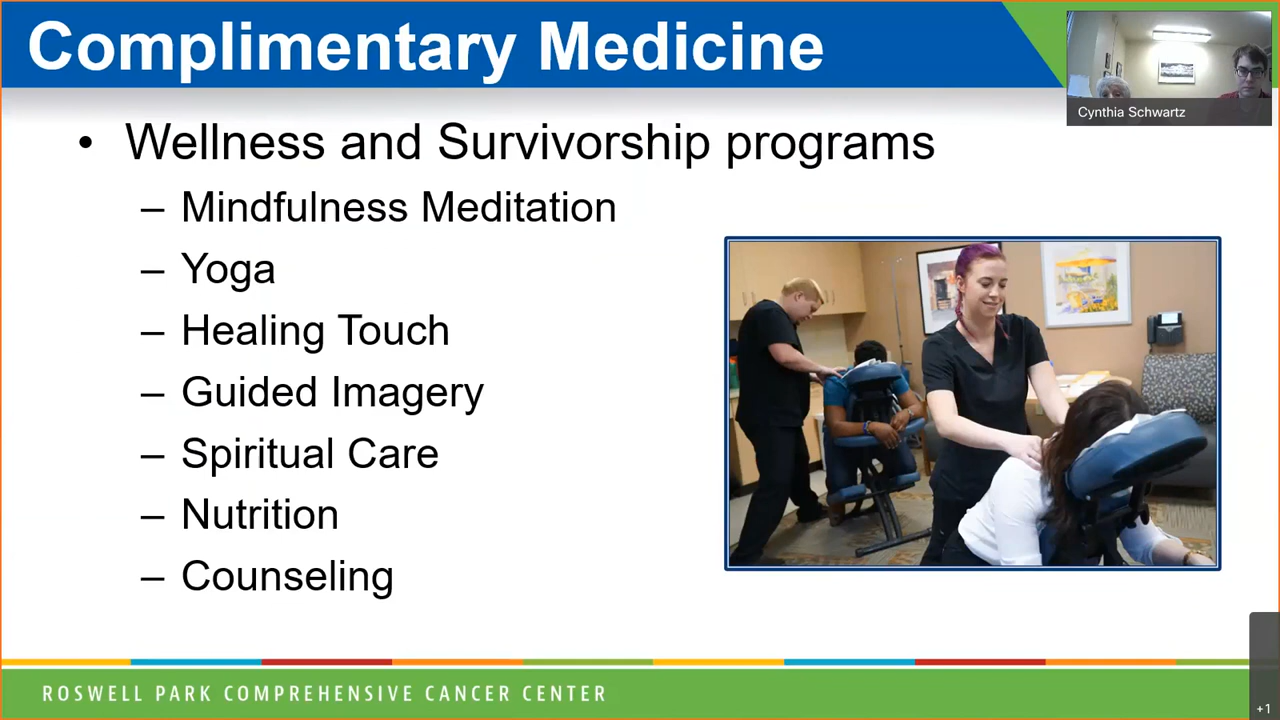 Complimentary Medicine
Cynthia Schwartz
• Wellness and Survivorship programs
– Mindfulness Meditation
– Yoga
– Healing Touch
– Guided Imagery
– Spiritual Care
– Nutrition
– Counseling
ROSWELL PARK COMPREHENSIVE CANCER CENTER
+1